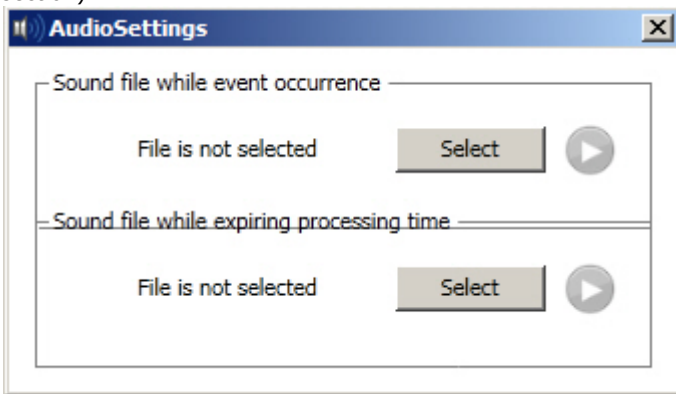 AudioSettings
Sound file while event occurrence
File is not selected Select
Sound file while expiring processing time
File is not selected Select